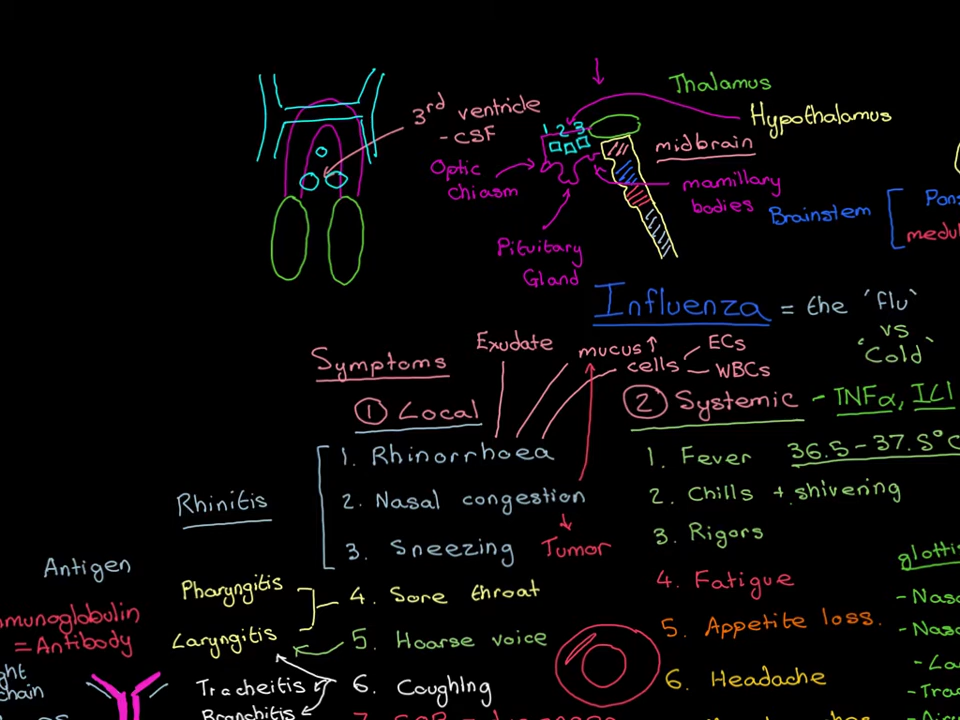 Thalamus
3rd ventricle
- CSF
Hypothalamus
1 2 3
midbrain
Optic
chiasm
mamillary
bodies
Brainstem
Pituitary
Gland
Influenza = the 'flu'
vs
'Cold'
Exudate
mucus↑
ECs
cells
WBCs
Symptoms
① Local
② Systemic - TNFα, IL1
1. Rhinorrhoea
1. Fever 36.5-37.5°C
Rhinitis
2. Nasal congestion
2. Chills + shivering
3. Sneezing
Tumor
3. Rigors
Antigen
Pharyngitis
4. Sore throat
4. Fatigue
= Antibody
Laryngitis
5. Hoarse voice
5. Appetite loss.
chain
Tracheitis
6. Coughing
6. Headache
Bronchitis